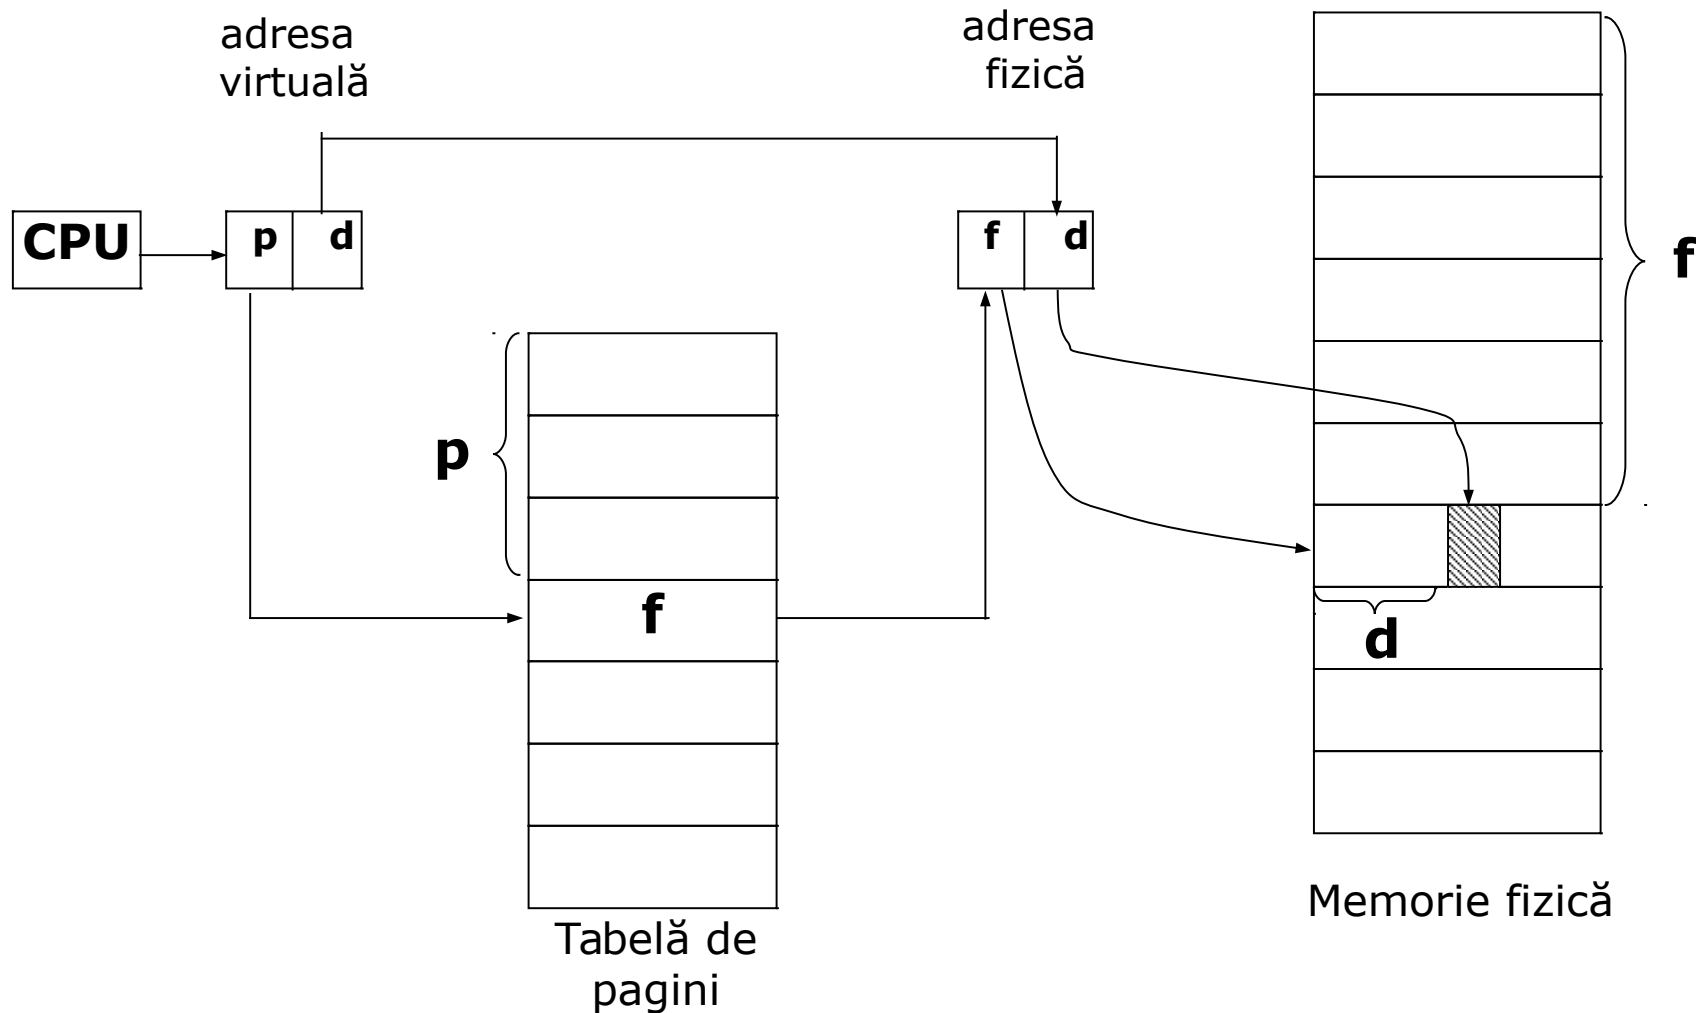 adresa
virtuală
adresa
fizică
CPU
p
d
f
d
f
p
f
d
Memorie fizică
Tabelă de
pagini